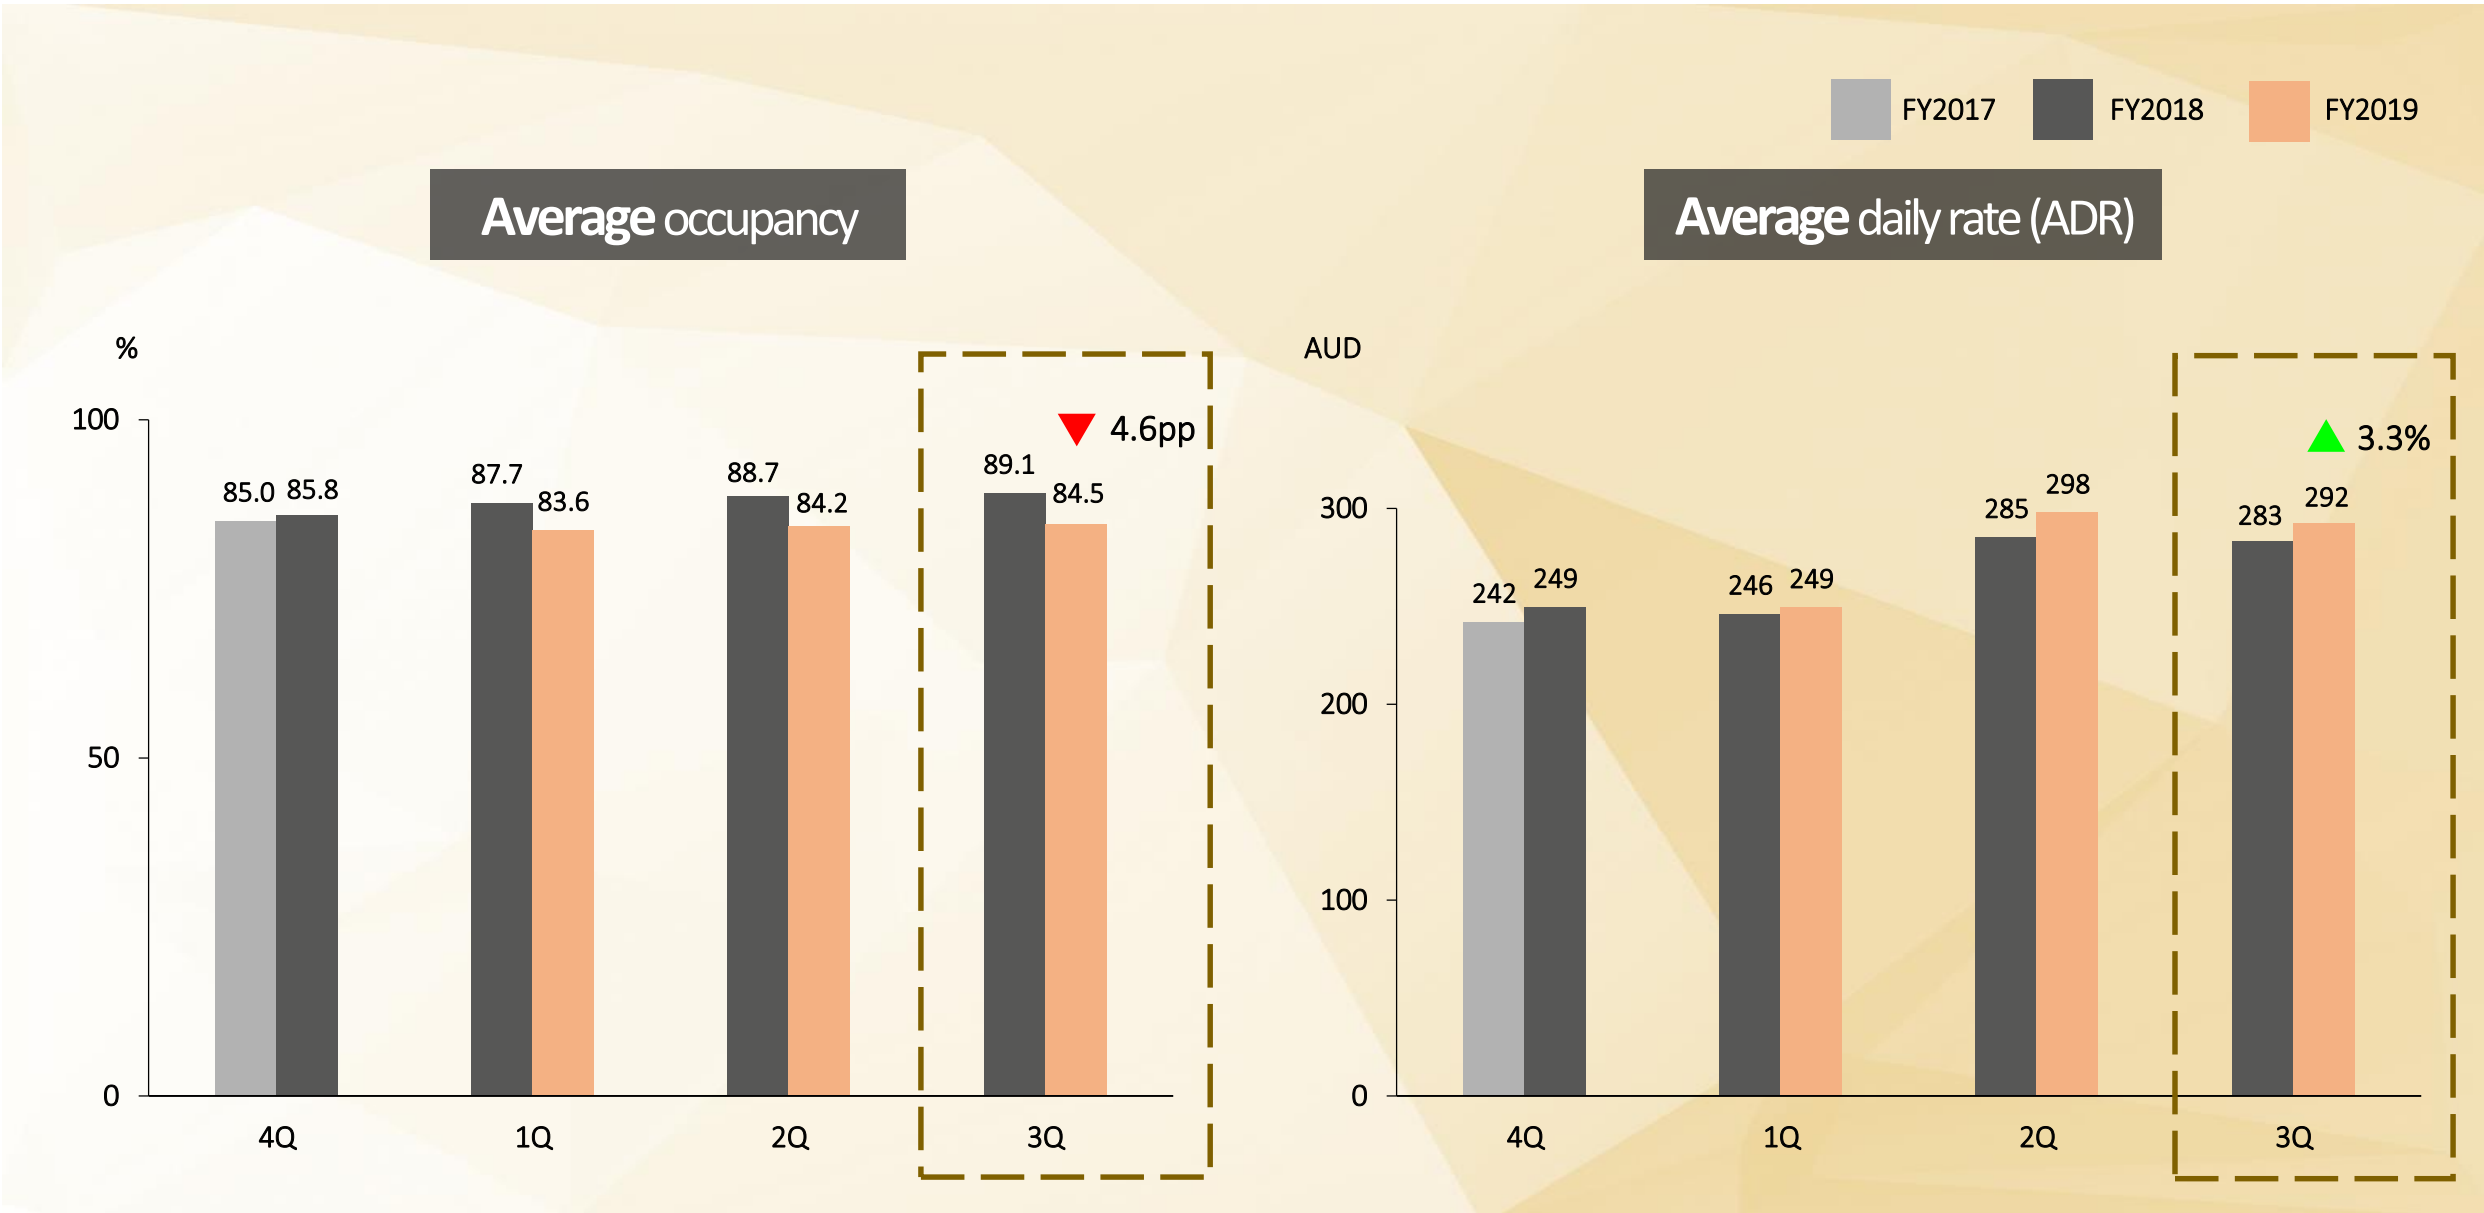 FY2017 FY2018 FY2019
Average occupancy
%
100
50
0
85.0 85.8
87.7 83.6
88.7 84.2
89.1 84.5
4.6pp
4Q 1Q 2Q 3Q
Average daily rate (ADR)
AUD
300
200
100
0
242 249
246 249
285 298
283 292
3.3%
4Q 1Q 2Q 3Q